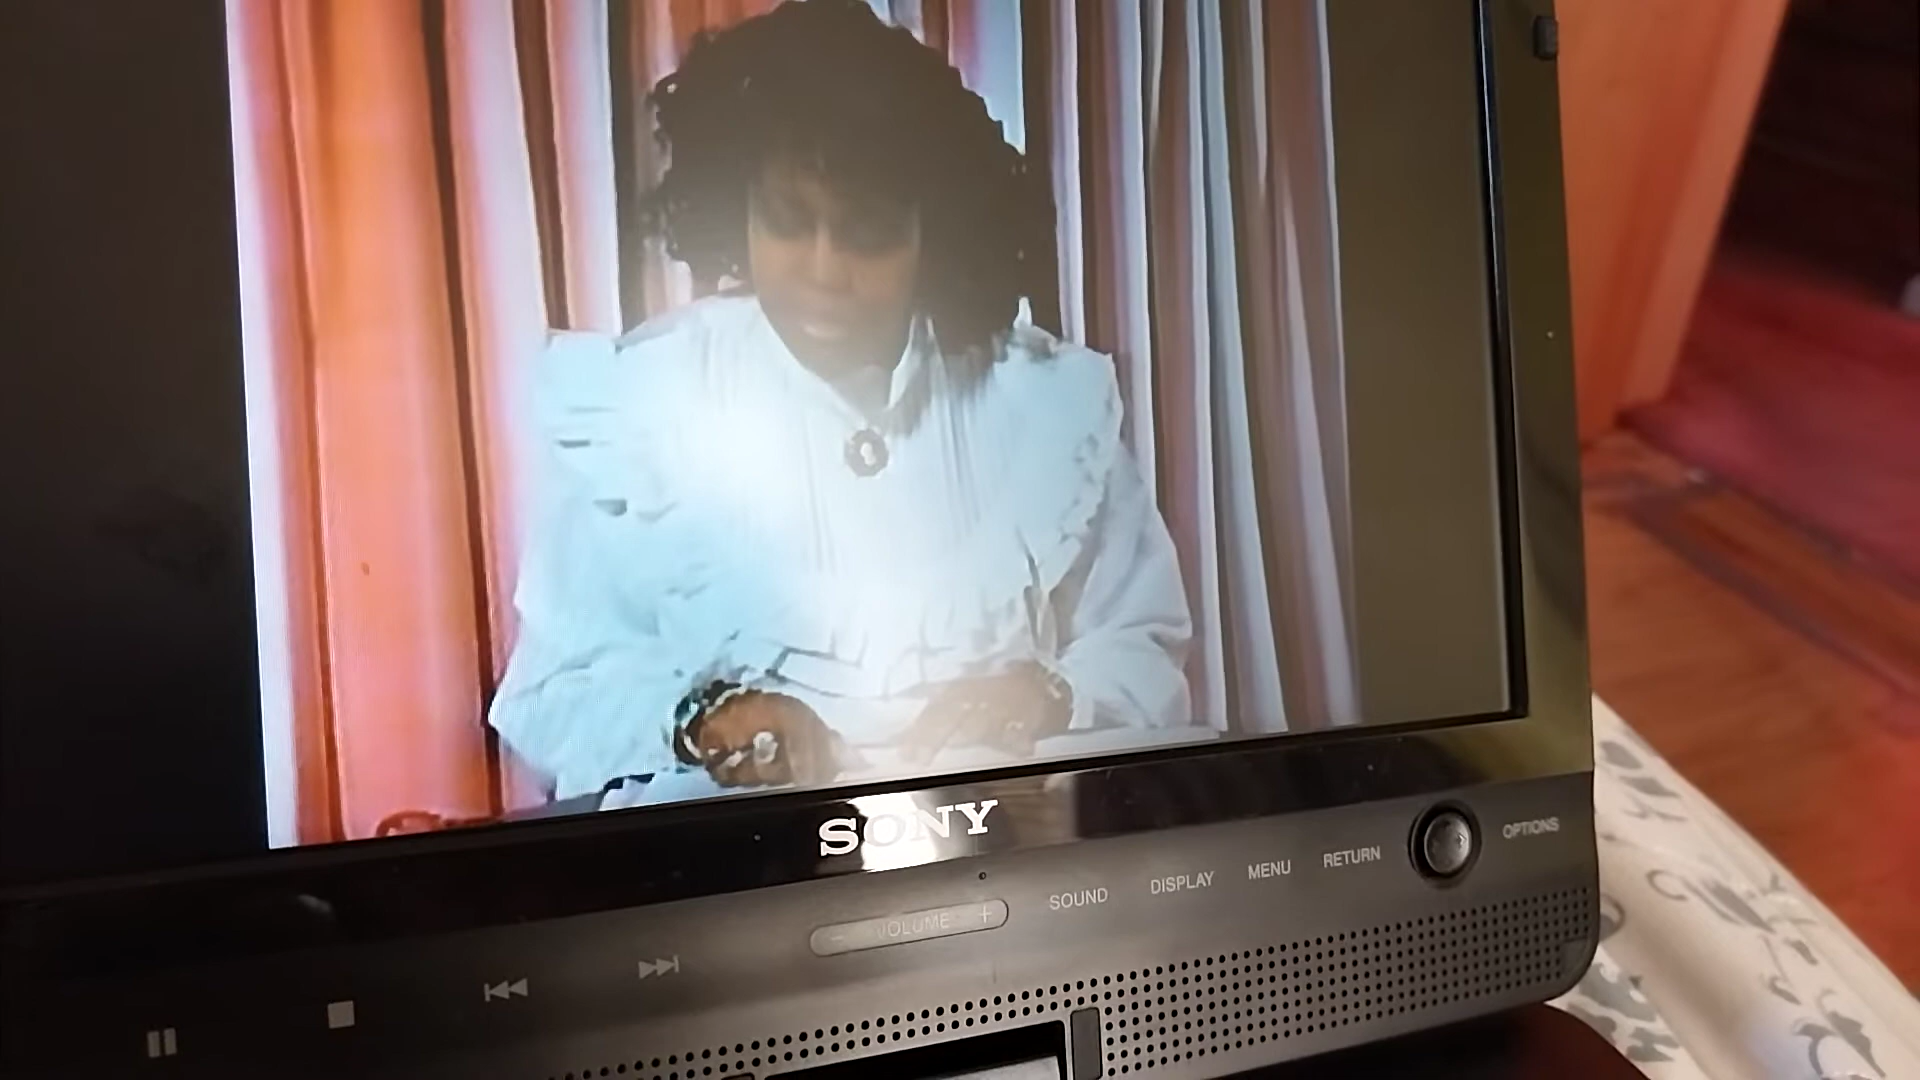 SONY
- VOLUME +
SOUND
DISPLAY
MENU
RETURN
OPTIONS